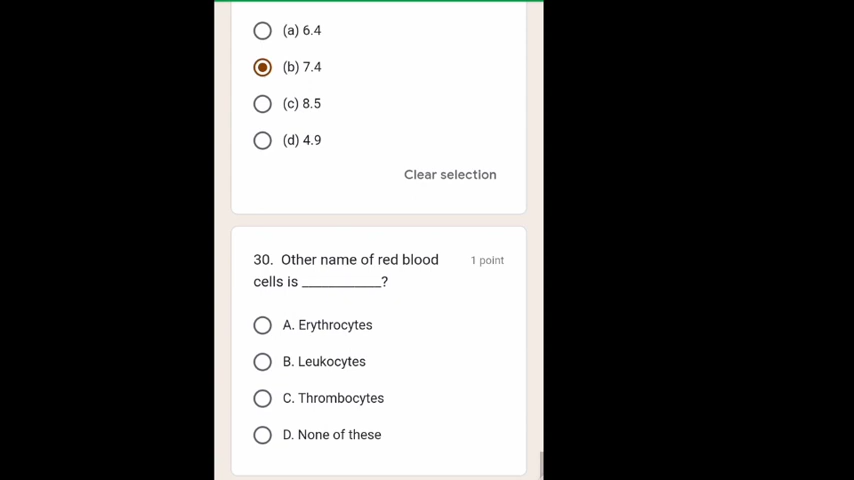 (a) 6.4
(b) 7.4
(c) 8.5
(d) 4.9
Clear selection
30. Other name of red blood 1 point
cells is ___________?
A. Erythrocytes
B. Leukocytes
C. Thrombocytes
D. None of these